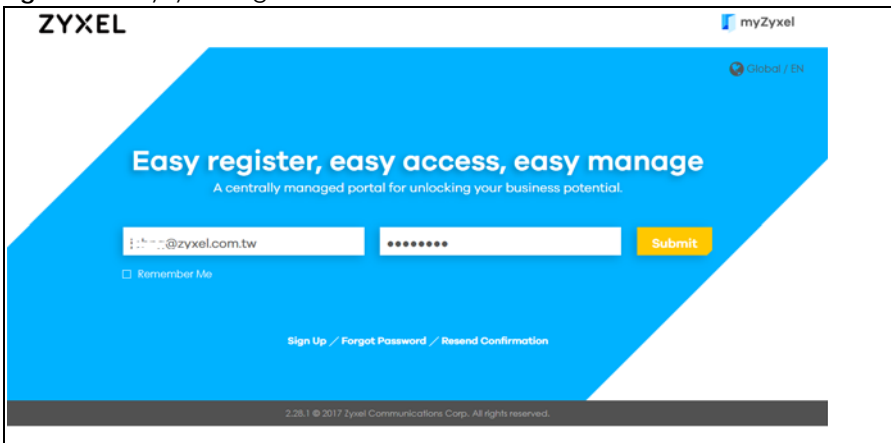 ZYXEL
myZyxel
Global / EN
Easy register, easy access, easy manage
A centrally managed portal for unlocking your business potential.
@zyxel.com.tw
••••••••
Submit
Remember Me
Sign Up / Forgot Password / Resend Confirmation
2.28.1 © 2017 Zyxel Communications Corp. All rights reserved.